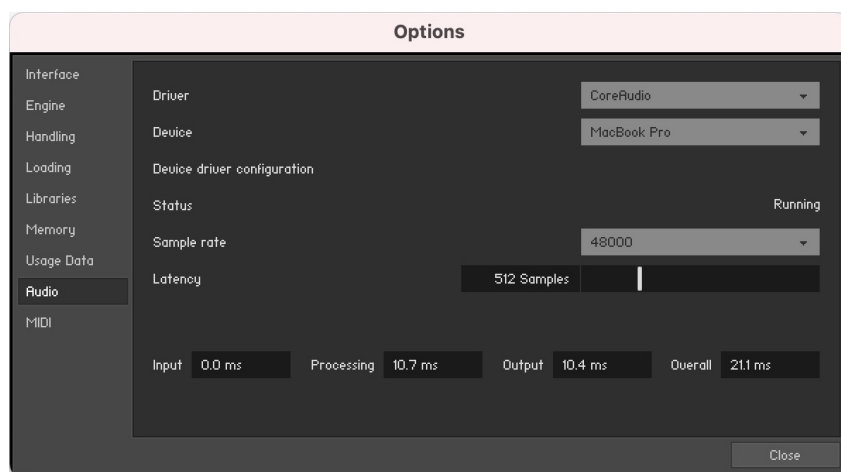 Options
Interface
Engine
Handling
Loading
Libraries
Memory
Usage Data
Audio
MIDI
Driver CoreAudio
Device MacBook Pro
Device driver configuration
Status Running
Sample rate 48000
Latency 512 Samples
Input 0.0 ms Processing 10.7 ms Output 10.4 ms Overall 21.1 ms
Close